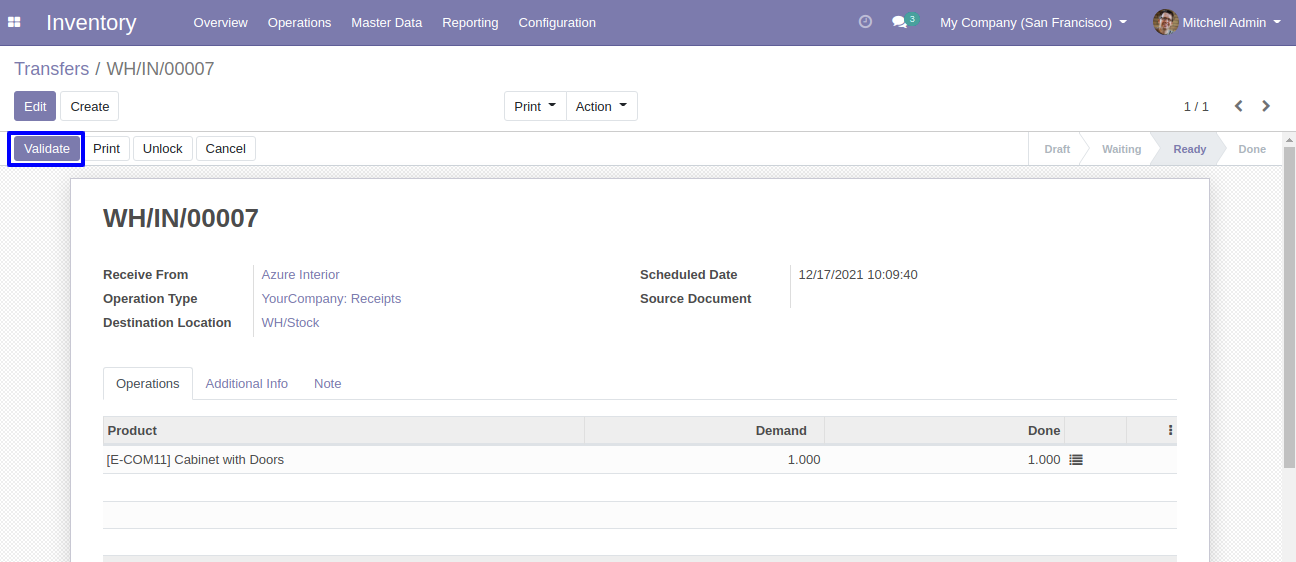 Inventory Overview Operations Master Data Reporting Configuration 3 My Company (San Francisco) Mitchell Admin
Transfers / WH/IN/00007
Edit Create Print Action 1 / 1
Validate Print Unlock Cancel Draft Waiting Ready Done
WH/IN/00007
Receive From Azure Interior Scheduled Date 12/17/2021 10:09:40
Operation Type YourCompany: Receipts Source Document
Destination Location WH/Stock
Operations Additional Info Note
Product Demand Done
[E-COM11] Cabinet with Doors 1.000 1.000